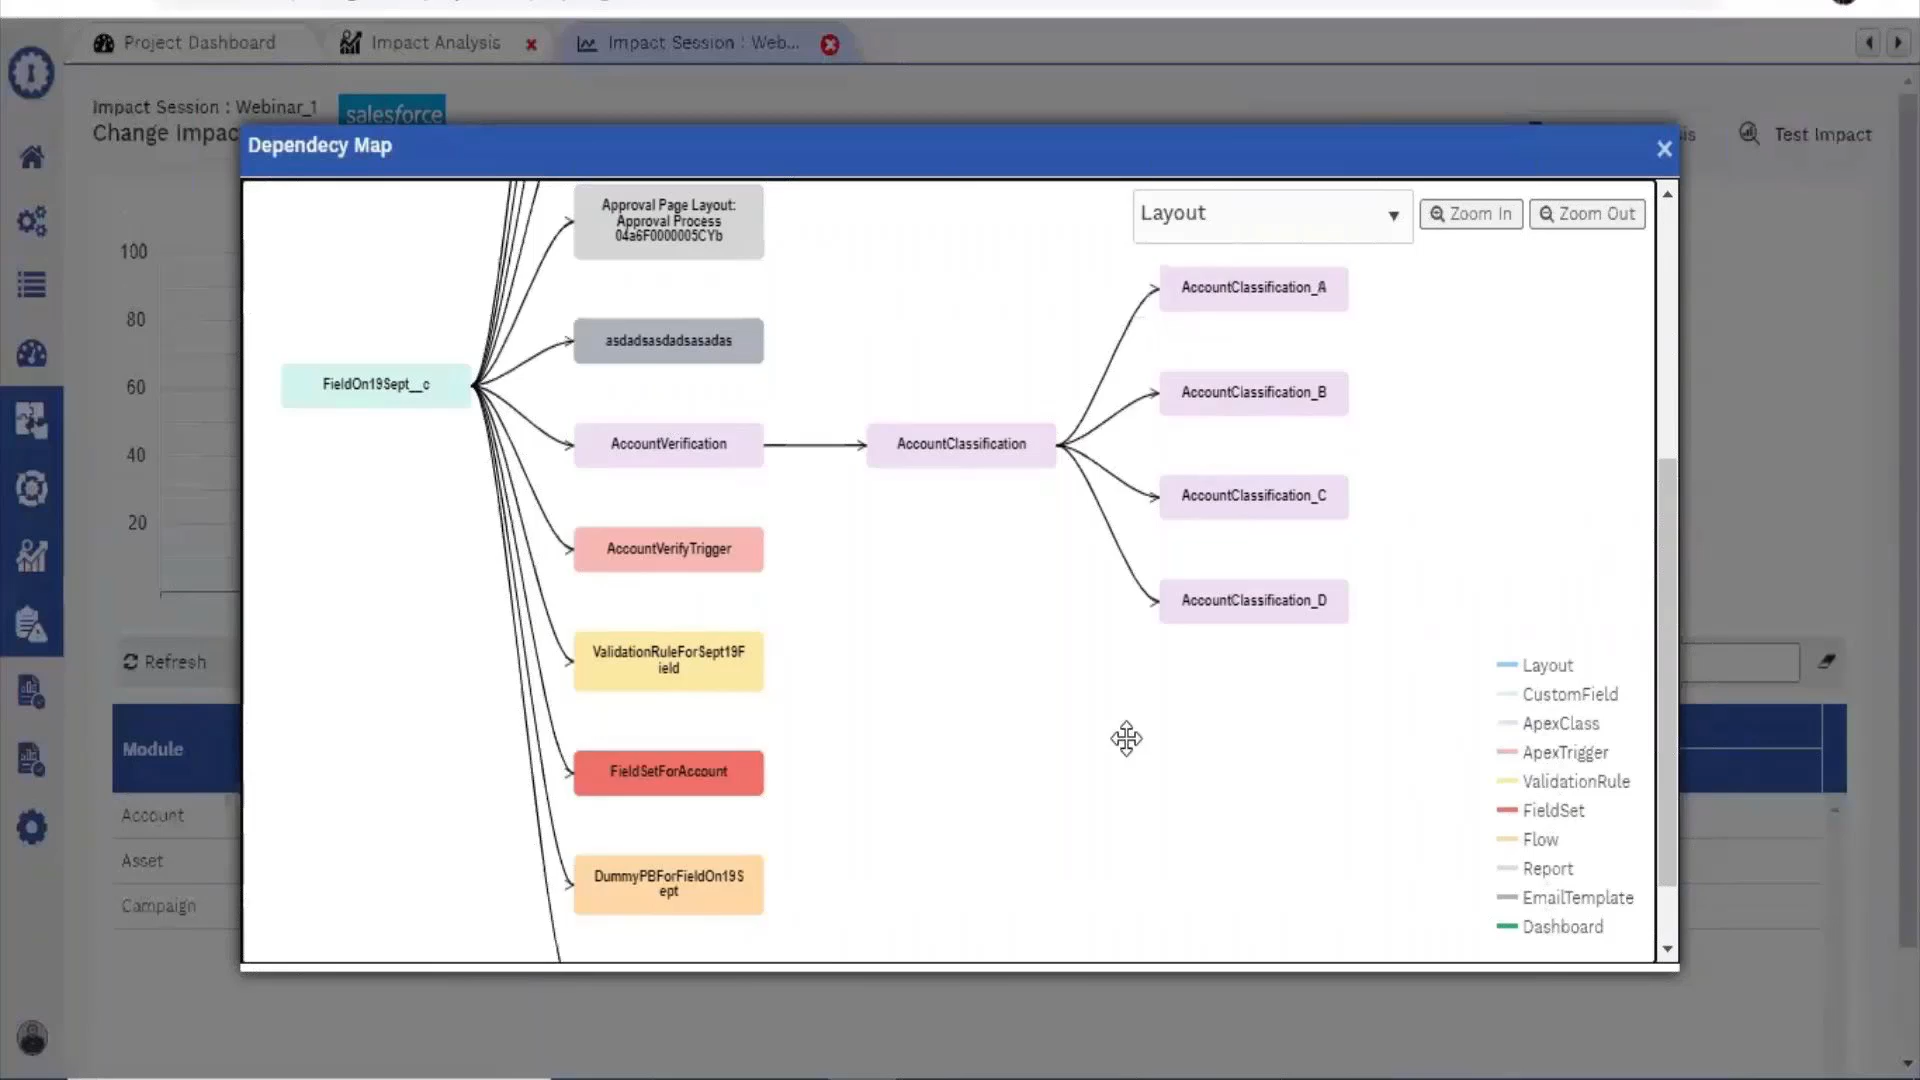 Project Dashboard
Impact Analysis
Impact Session : Web...
Impact Session : Webinar_1
salesforce
Change Impac
is
Test Impact
Dependecy Map
Layout
Zoom In
Zoom Out
Approval Page Layout:
Approval Process
04a6F0000005CYb
asdadsasdadsasadas
FieldOn19Sept__c
AccountVerification
AccountClassification
AccountVerifyTrigger
ValidationRuleForSept19F
ield
FieldSetForAccount
DummyPBForFieldOn19S
ept
AccountClassification_A
AccountClassification_B
AccountClassification_C
AccountClassification_D
Layout
CustomField
ApexClass
ApexTrigger
ValidationRule
FieldSet
Flow
Report
EmailTemplate
Dashboard
100
80
60
40
20
Refresh
Module
Account
Asset
Campaign